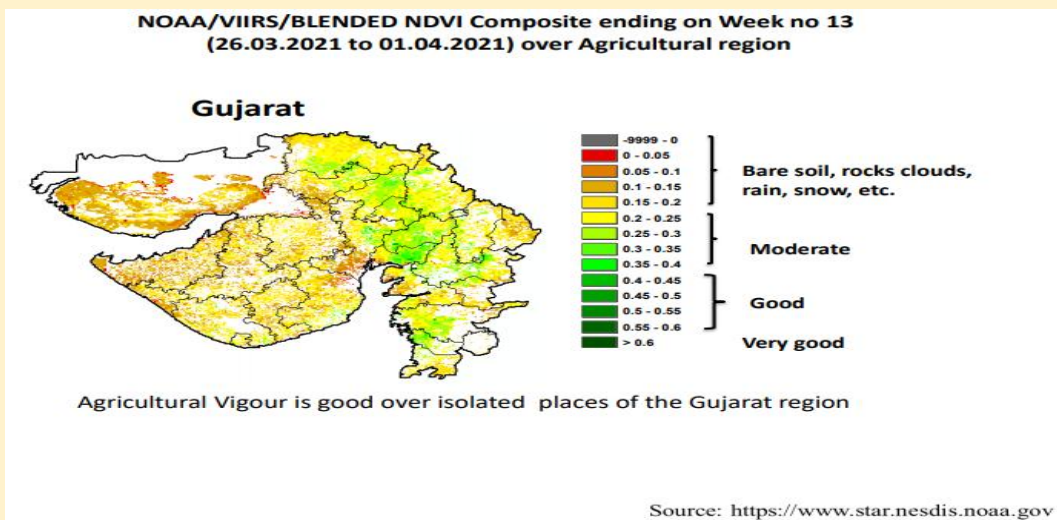 NOAA/VIIRS/BLENDED NDVI Composite ending on Week no 13
(26.03.2021 to 01.04.2021) over Agricultural region
Gujarat
-9999 - 0
0 - 0.05
0.05 - 0.1
0.1 - 0.15
0.15 - 0.2
0.2 - 0.25
0.25 - 0.3
0.3 - 0.35
0.35 - 0.4
0.4 - 0.45
0.45 - 0.5
0.5 - 0.55
0.55 - 0.6
> 0.6
Bare soil, rocks clouds,
rain, snow, etc.
Moderate
Good
Very good
Agricultural Vigour is good over isolated places of the Gujarat region
Source: https://www.star.nesdis.noaa.gov